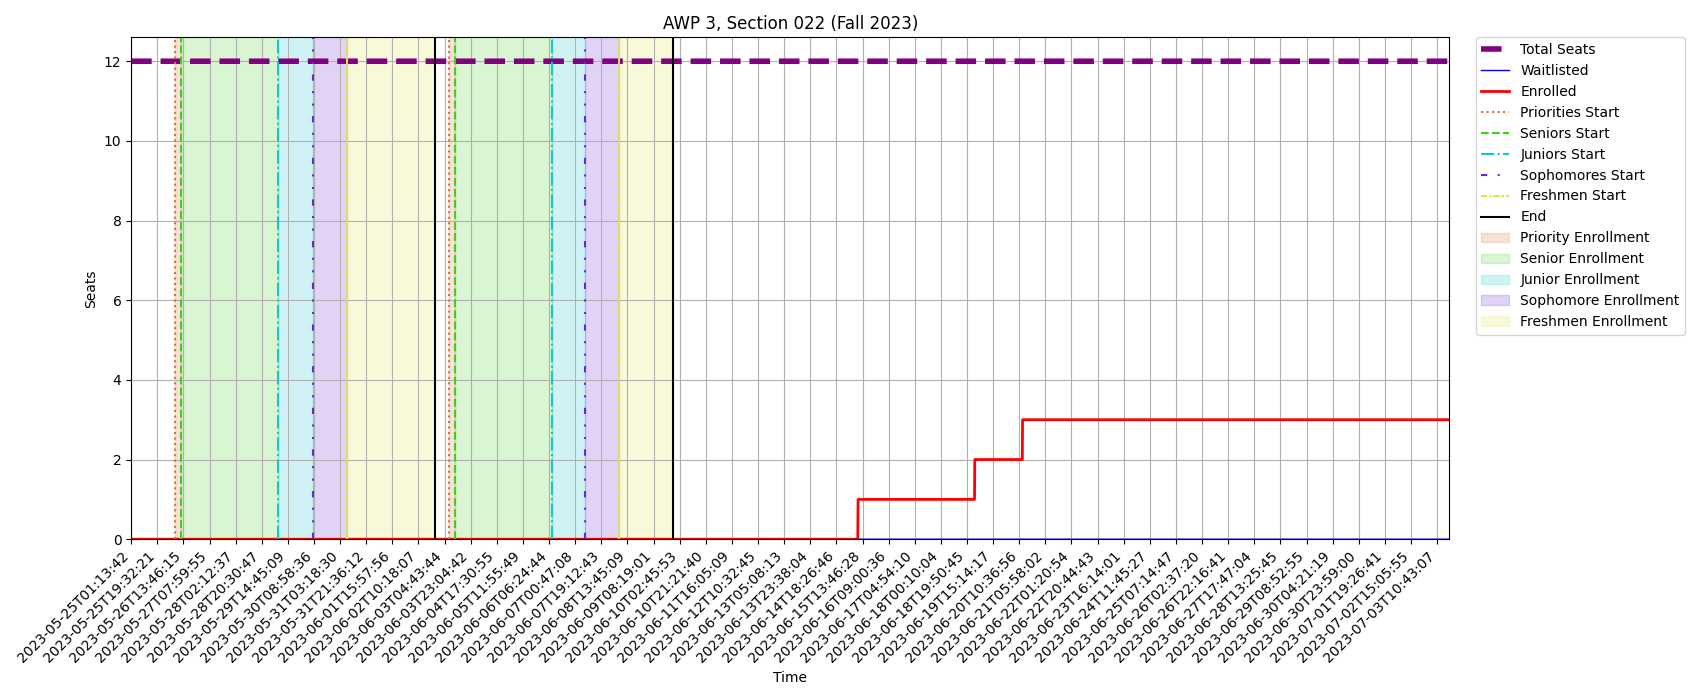 AWP 3, Section 022 (Fall 2023)
Seats
12
10
8
6
4
2
0
2023-05-25T01:13:42
2023-05-25T19:32:21
2023-05-26T13:46:15
2023-05-27T07:59:55
2023-05-28T02:12:37
2023-05-28T20:30:47
2023-05-29T14:45:09
2023-05-30T08:58:36
2023-05-31T03:18:30
2023-05-31T21:36:12
2023-06-01T15:57:56
2023-06-02T10:18:07
2023-06-03T04:43:44
2023-06-03T23:04:42
2023-06-04T17:30:55
2023-06-05T11:55:49
2023-06-06T06:24:44
2023-06-07T00:47:08
2023-06-07T19:12:43
2023-06-08T13:45:09
2023-06-09T08:19:01
2023-06-10T02:45:53
2023-06-10T21:21:40
2023-06-11T16:05:09
2023-06-12T10:32:45
2023-06-13T05:08:13
2023-06-13T23:38:04
2023-06-14T18:26:46
2023-06-15T13:46:28
2023-06-16T09:00:36
2023-06-17T04:54:10
2023-06-18T00:10:04
2023-06-18T19:50:45
2023-06-19T15:14:17
2023-06-20T10:36:56
2023-06-21T05:58:02
2023-06-22T01:20:54
2023-06-22T20:44:43
2023-06-23T16:14:01
2023-06-24T11:45:27
2023-06-25T07:14:47
2023-06-26T02:37:20
2023-06-26T22:16:41
2023-06-27T17:47:04
2023-06-28T13:25:45
2023-06-29T08:52:55
2023-06-30T04:21:19
2023-06-30T23:59:00
2023-07-01T19:26:41
2023-07-02T15:05:55
2023-07-03T10:43:07
Time
Total Seats
Waitlisted
Enrolled
Priorities Start
Seniors Start
Juniors Start
Sophomores Start
Freshmen Start
End
Priority Enrollment
Senior Enrollment
Junior Enrollment
Sophomore Enrollment
Freshmen Enrollment